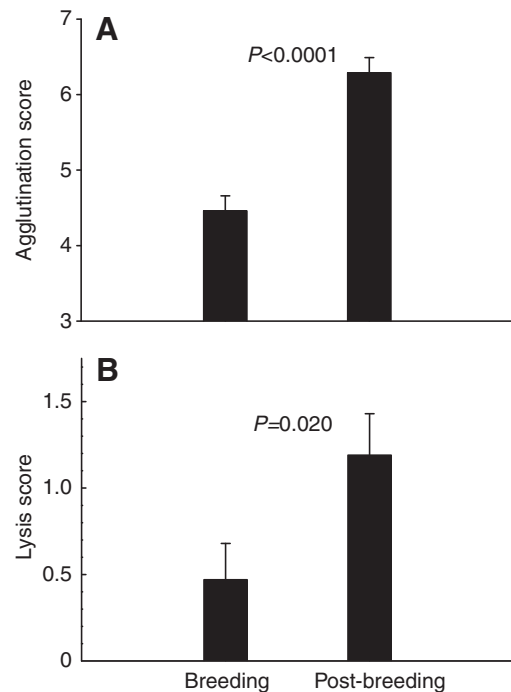 A
P<0.0001
Agglutination score
7
6
5
4
3
B
P=0.020
Lysis score
1.5
1.0
0.5
0
Breeding Post-breeding